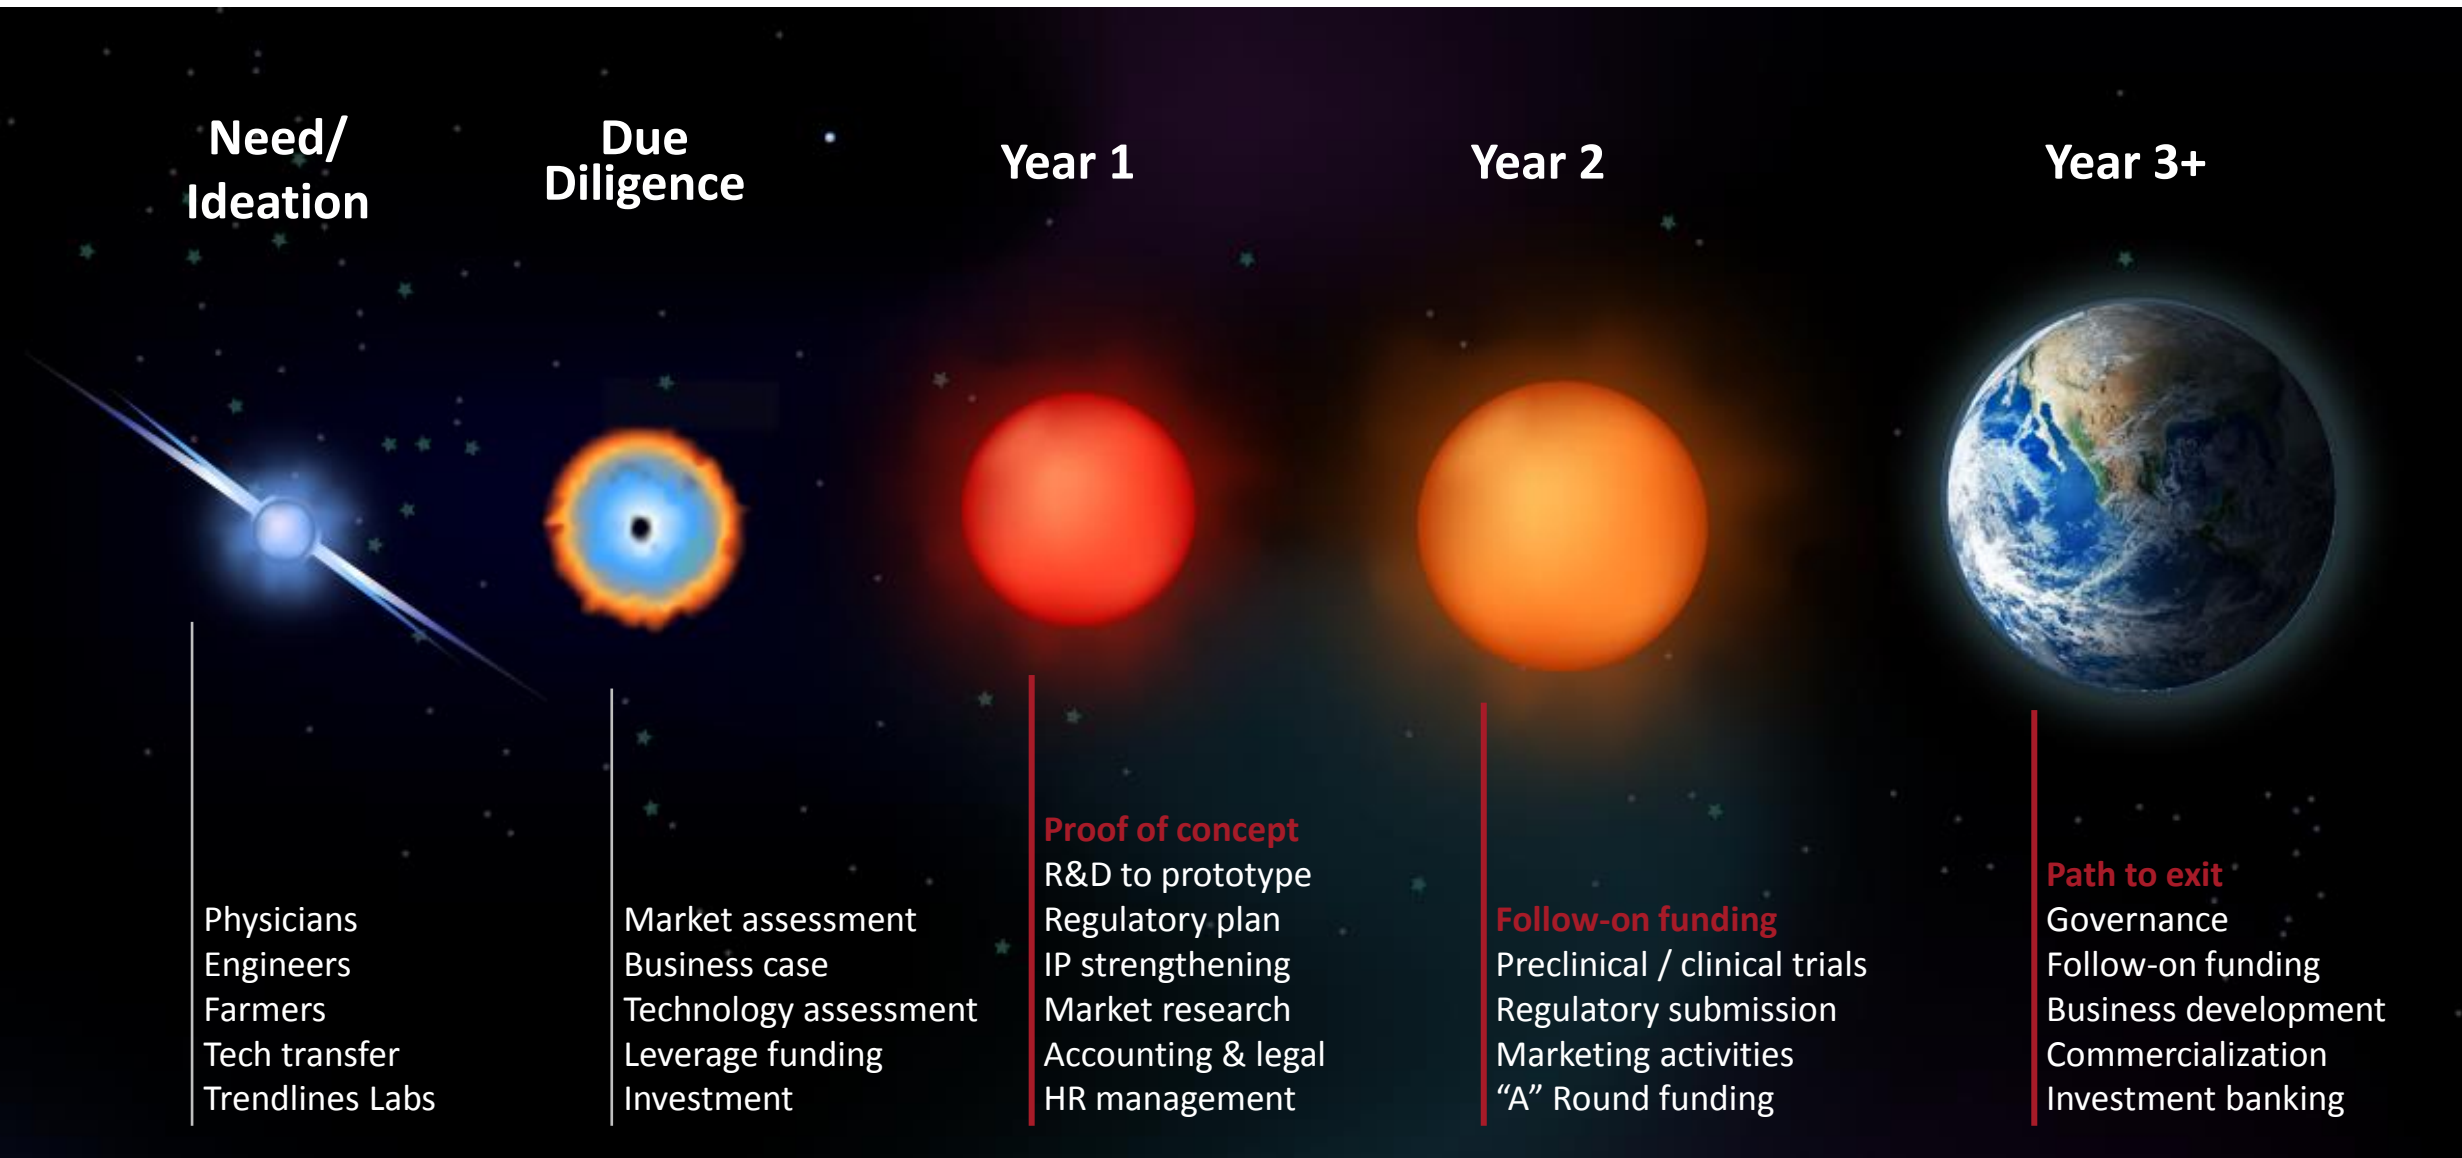 Need/
Ideation
Due
Diligence
Year 1
Year 2
Year 3+
Physicians
Engineers
Farmers
Tech transfer
Trendlines Labs
Market assessment
Business case
Technology assessment
Leverage funding
Investment
Proof of concept
R&D to prototype
Regulatory plan
IP strengthening
Market research
Accounting & legal
HR management
Follow-on funding
Preclinical / clinical trials
Regulatory submission
Marketing activities
“A” Round funding
Path to exit
Governance
Follow-on funding
Business development
Commercialization
Investment banking